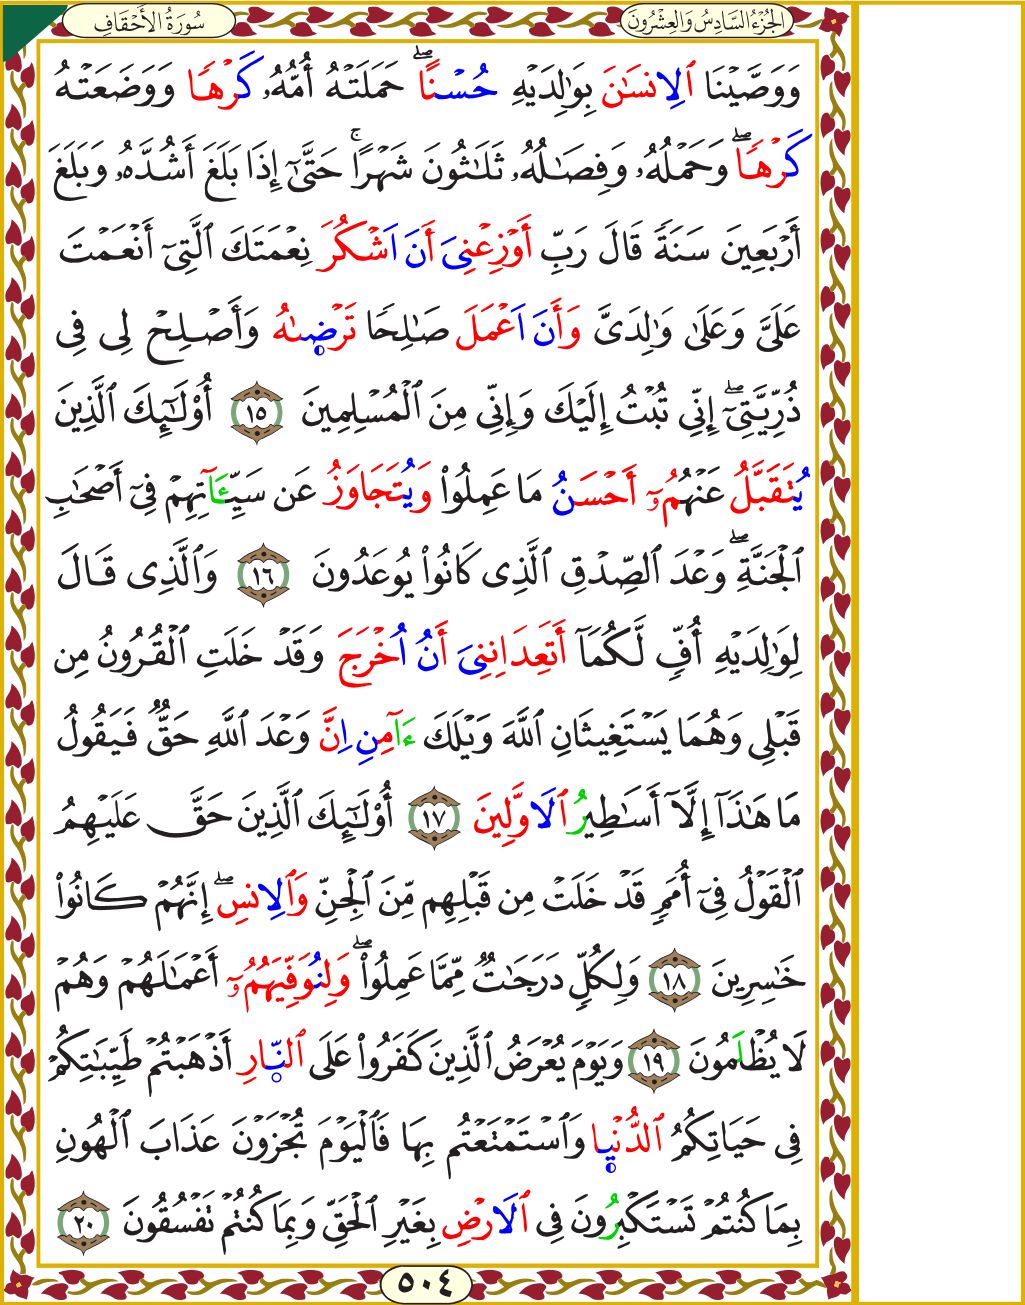 الجُزْءُ السَّادِسُ وَالعِشْرُونَ
سُورَةُ الأَحْقَافِ
وَوَصَّيْنَا ٱلِانسَٰنَ بِوَٰلِدَيْهِ حُسْنًاۖ حَمَلَتْهُ أُمُّهُۥ كَرْهًا وَوَضَعَتْهُ
كَرْهًاۖ وَحَمْلُهُۥ وَفِصَٰلُهُۥ ثَلَٰثُونَ شَهْرًاۚ حَتَّىٰٓ إِذَا بَلَغَ أَشُدَّهُۥ وَبَلَغَ
أَرْبَعِينَ سَنَةً قَالَ رَبِّ أَوْزِعْنِىَ أَنَ اَشْكُرَ نِعْمَتَكَ ٱلَّتِىٓ أَنْعَمْتَ
عَلَىَّ وَعَلَىٰ وَٰلِدَىَّ وَأَنَ اَعْمَلَ صَٰلِحًا تَرْضِىٰهُ وَأَصْلِحْ لِى فِى
ذُرِّيَّتِىٓۖ إِنِّى تُبْتُ إِلَيْكَ وَإِنِّى مِنَ ٱلْمُسْلِمِينَ ١٥ أُوْلَٰٓئِكَ ٱلَّذِينَ
يُتَقَبَّلُ عَنْهُمُۥٓ أَحْسَنُ مَا عَمِلُواْ وَيُتَجَاوَزُ عَن سَيِّـَٔاتِهِمْ فِىٓ أَصْحَٰبِ
ٱلْجَنَّةِۖ وَعْدَ ٱلصِّدْقِ ٱلَّذِى كَانُواْ يُوعَدُونَ ١٦ وَٱلَّذِى قَالَ
لِوَٰلِدَيْهِ أُفٍّ لَّكُمَآ أَتَعِدَانِنِىَ أَنُ اُخْرَجَ وَقَدْ خَلَتِ ٱلْقُرُونُ مِن
قَبْلِى وَهُمَا يَسْتَغِيثَانِ ٱللَّهَ وَيْلَكَ ءَامِنِ اِنَّ وَعْدَ ٱللَّهِ حَقٌّ فَيَقُولُ
مَا هَٰذَآ إِلَّآ أَسَٰطِيرُ ٱلَاوَّلِينَ ١٧ أُوْلَٰٓئِكَ ٱلَّذِينَ حَقَّ عَلَيْهِمُ
ٱلْقَوْلُ فِىٓ أُمَمٍ قَدْ خَلَتْ مِن قَبْلِهِم مِّنَ ٱلْجِنِّ وَٱلِانسِۖ إِنَّهُمْ كَانُواْ
خَٰسِرِينَ ١٨ وَلِكُلٍّ دَرَجَٰتٌ مِّمَّا عَمِلُواْۖ وَلِنُوَفِّيَهُمُۥٓ أَعْمَٰلَهُمْ وَهُمْ
لَا يُظْلَمُونَ ١٩ وَيَوْمَ يُعْرَضُ ٱلَّذِينَ كَفَرُواْ عَلَى ٱلنّ۪ارِ أَذْهَبْتُمْ طَيِّبَٰتِكُمْ
فِى حَيَاتِكُمُ ٱلدُّنْيِا وَٱسْتَمْتَعْتُم بِهَا فَٱلْيَوْمَ تُجْزَوْنَ عَذَابَ ٱلْهُونِ
بِمَا كُنتُمْ تَسْتَكْبِرُونَ فِى ٱلَارْضِ بِغَيْرِ ٱلْحَقِّ وَبِمَا كُنتُمْ تَفْسُقُونَ ٢٠
٥٠٤